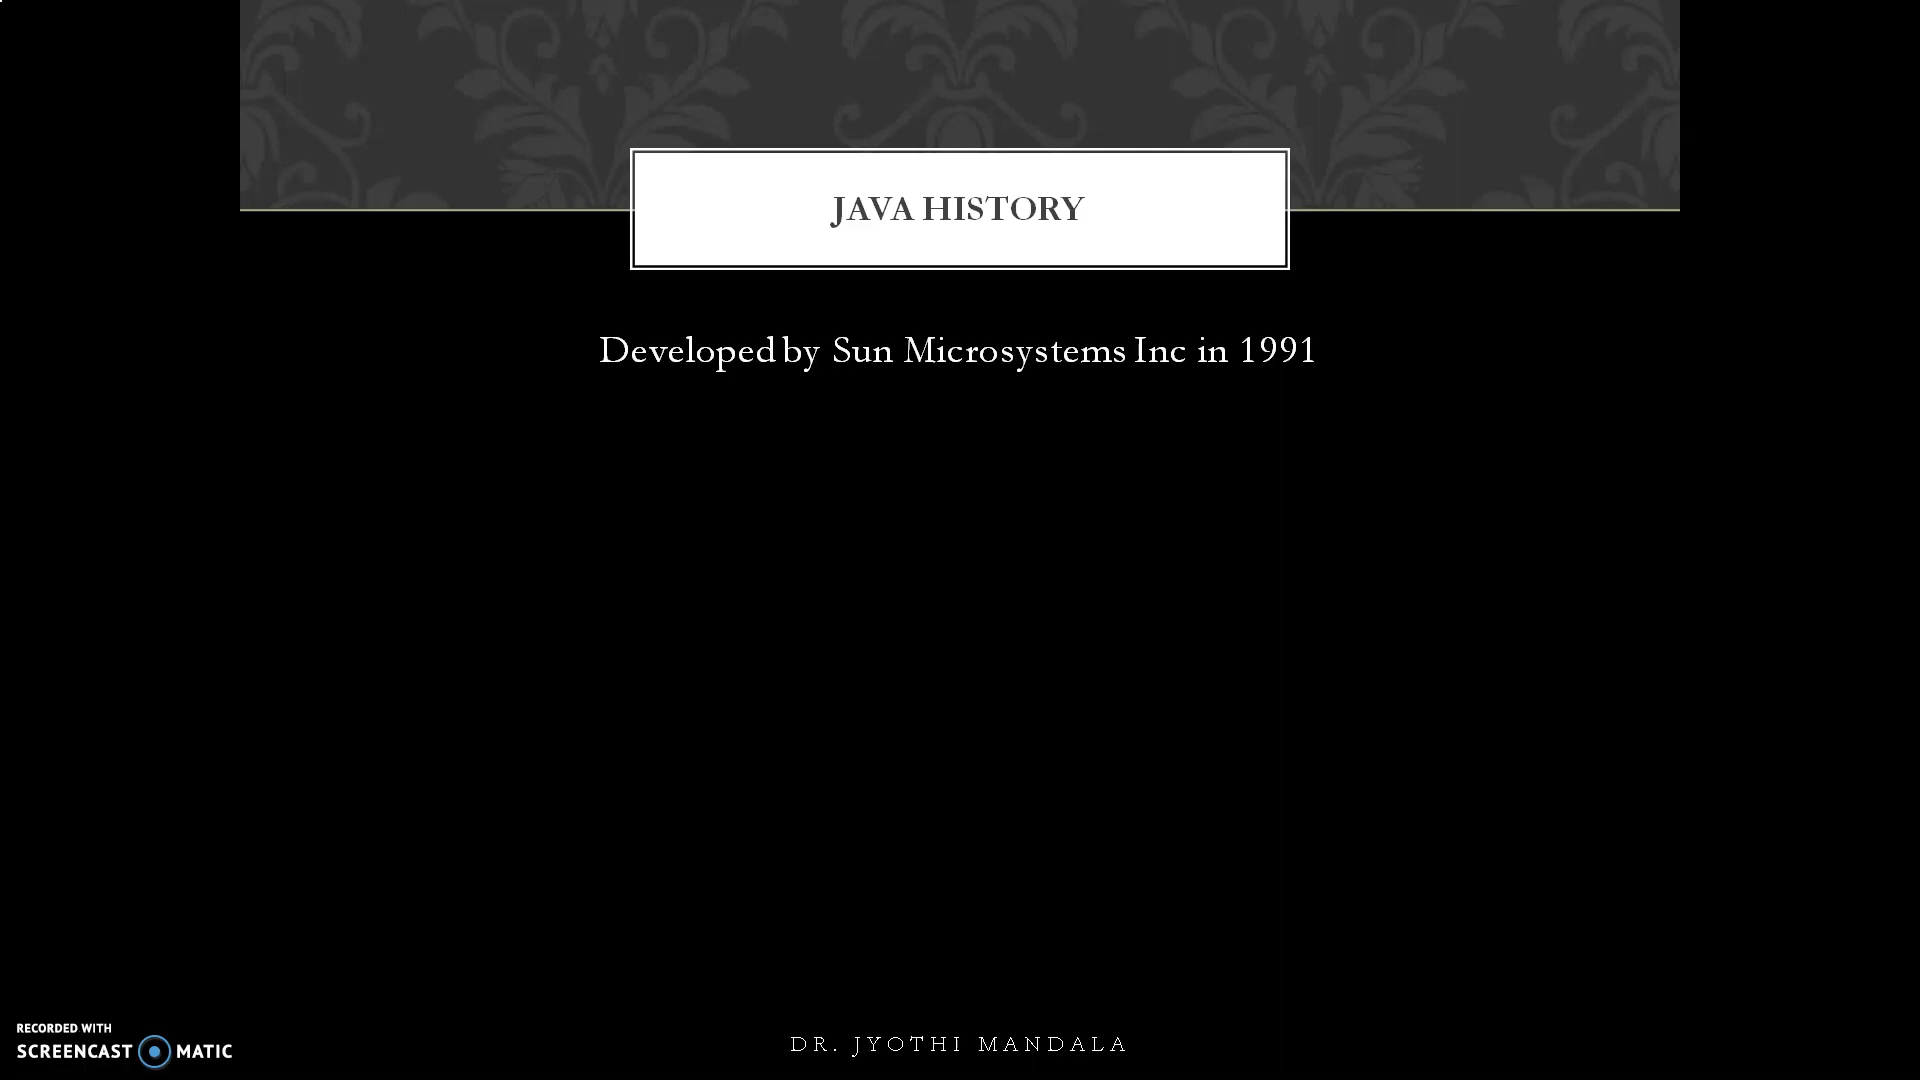 JAVA HISTORY
Developed by Sun Microsystems Inc in 1991
RECORDED WITH
SCREENCAST MATIC
DR. JYOTHI MANDALA